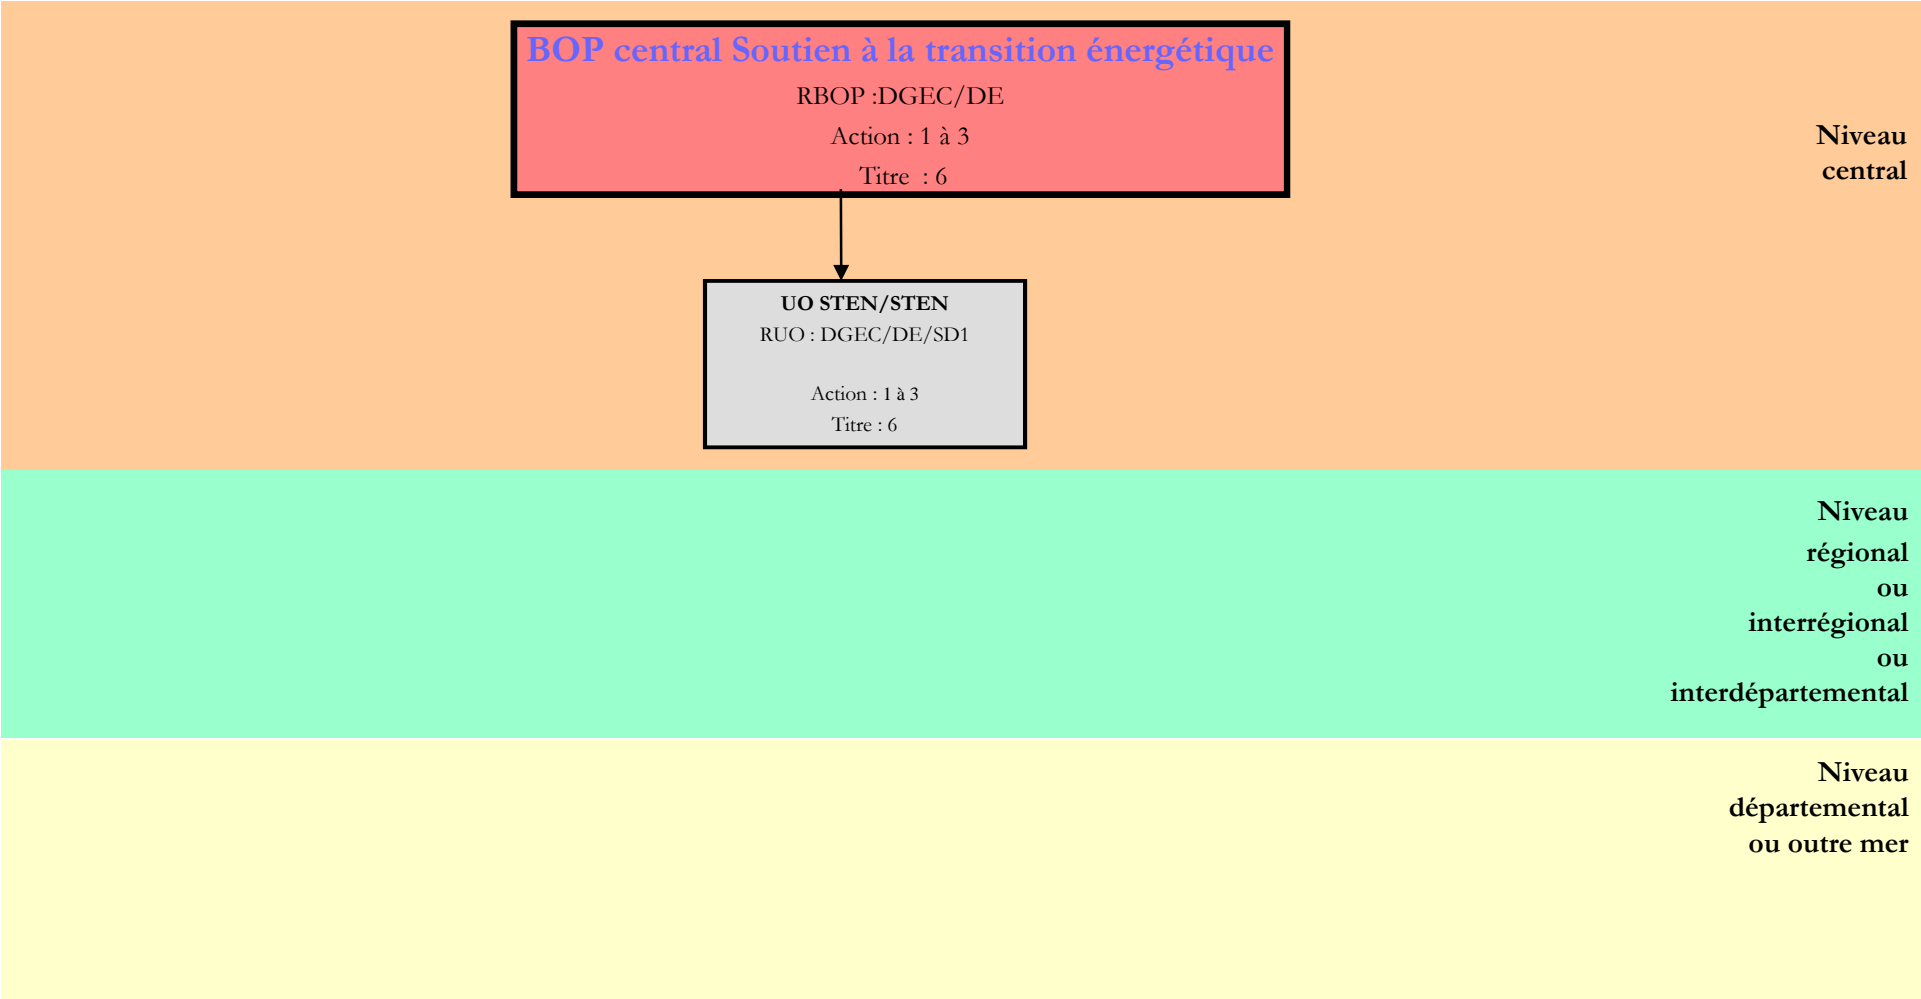 BOP central Soutien à la transition énergétique
RBOP :DGEC/DE
Action : 1 à 3
Titre  : 6
Niveau
central
UO STEN/STEN
RUO : DGEC/DE/SD1
Action : 1 à 3
Titre : 6
Niveau
régional
ou
interrégional
ou
interdépartemental
Niveau
départemental
ou outre mer